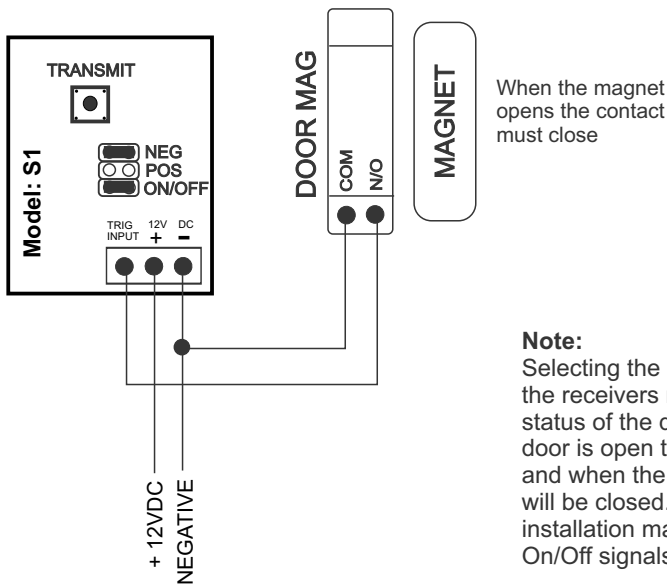 TRANSMIT
NEG
POS
ON/OFF
Model: S1
TRIG INPUT
12V
DC
+
-
DOOR MAG
COM
N/O
MAGNET
When the magnet
opens the contact
must close
Note:
Selecting the
the receivers
status of the
door is open
and when the
will be closed.
installation
On/Off signals
+ 12VDC
NEGATIVE